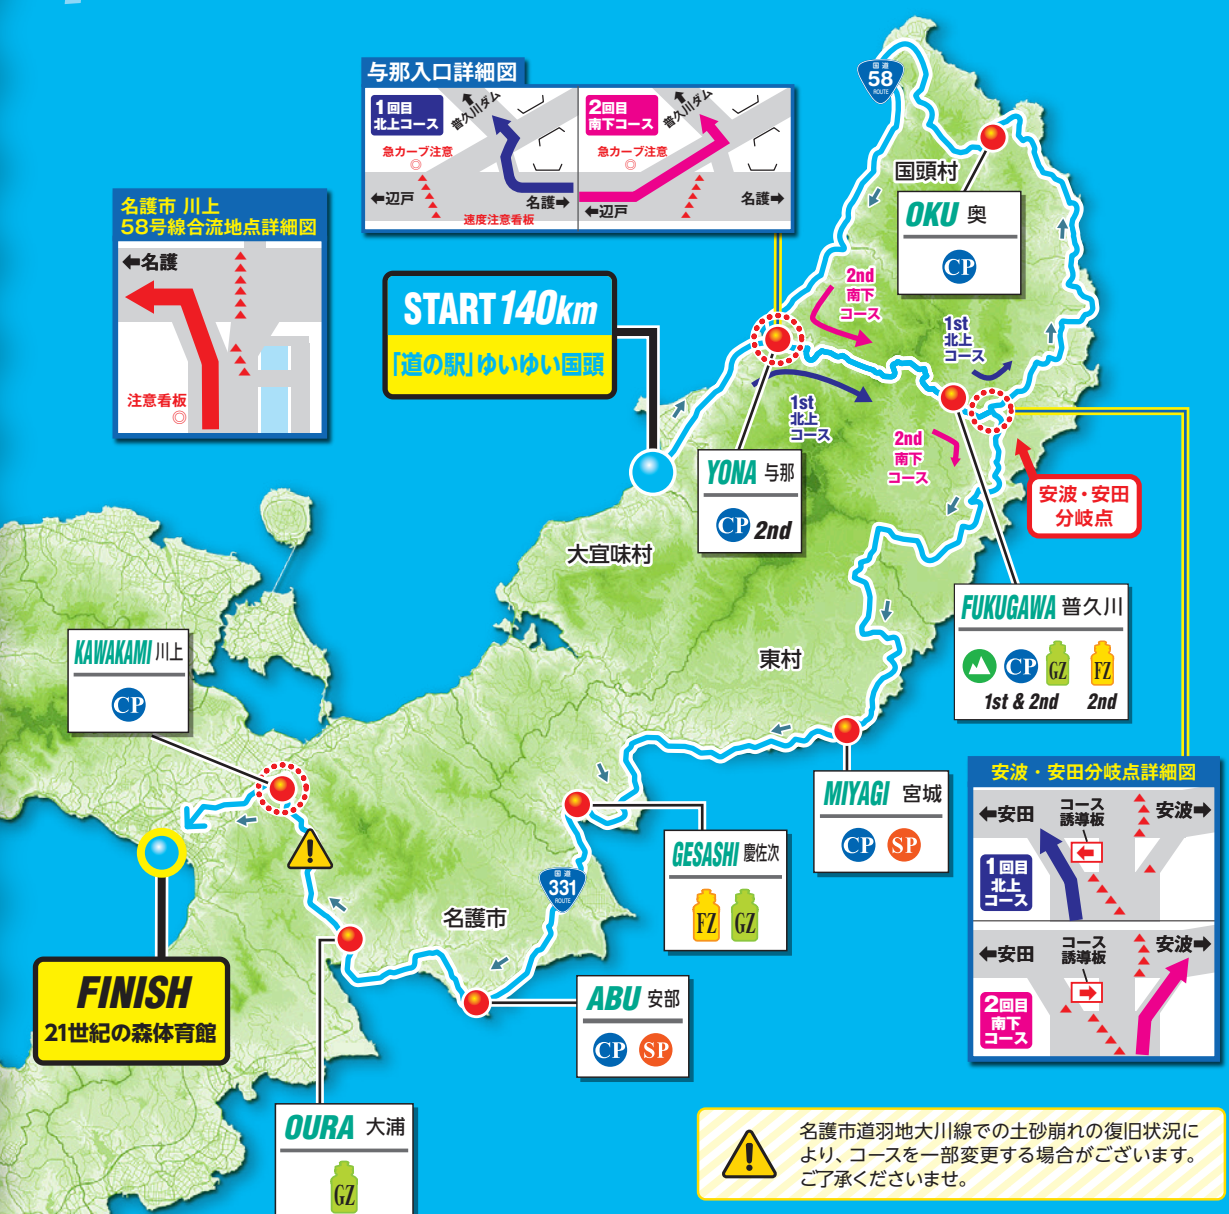 与那入口詳細図
1回目
北上コース
普久川ダム
急カーブ注意
←辺戸
名護→
2回目
南下コース
普久川ダム
急カーブ注意
←辺戸
名護→
速度注意看板
国道
58
ROUTE
国頭村
OKU 奥
CP
名護市 川上
58号線合流地点詳細図
←名護
注意看板
START 140km
「道の駅」ゆいゆい国頭
2nd
南下
コース
1st
北上
コース
1st
北上
コース
2nd
南下
コース
YONA 与那
CP 2nd
安波・安田
分岐点
大宜味村
FUKUGAWA 普久川
CP GZ FZ
1st & 2nd 2nd
KAWAKAMI 川上
CP
東村
MIYAGI 宮城
CP SP
GESASHI 慶佐次
FZ GZ
国道
331
ROUTE
名護市
ABU 安部
CP SP
FINISH
21世紀の森体育館
OURA 大浦
GZ
安波・安田分岐点詳細図
←安田
コース
誘導板
安波→
1回目
北上
コース
←安田
コース
誘導板
安波→
2回目
南下
コース
名護市道羽地大川線での土砂崩れの復旧状況に
より、コースを一部変更する場合がございます。
ご了承くださいませ。